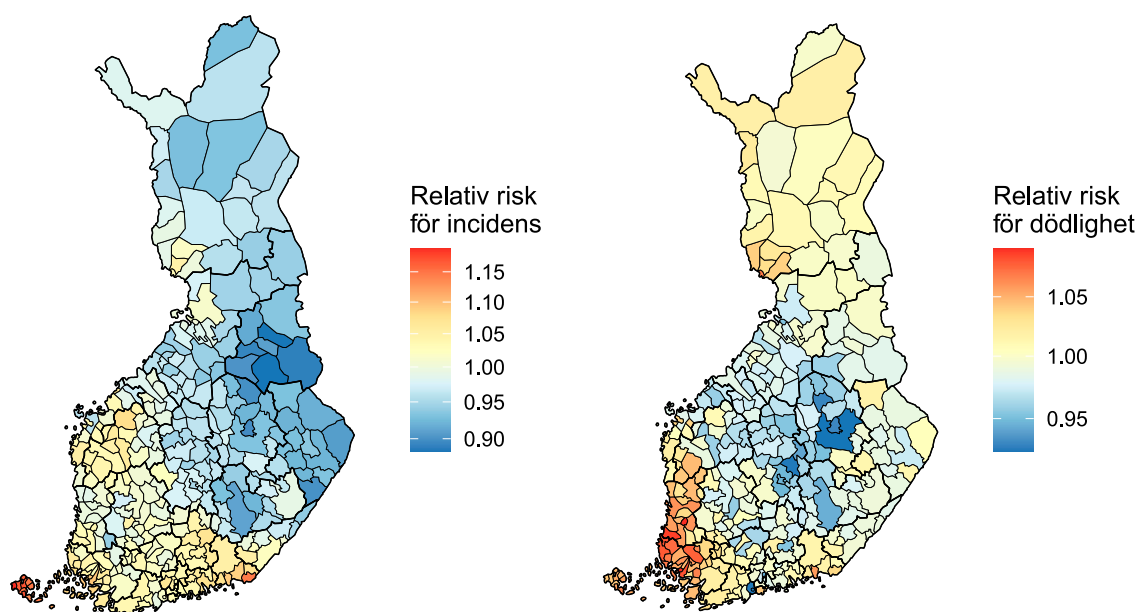 Relativ risk
för incidens
1.15
1.10
1.05
1.00
0.95
0.90
Relativ risk
för dödlighet
1.05
1.00
0.95